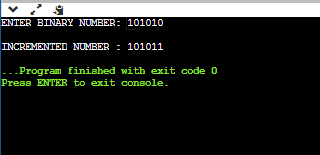 ENTER BINARY NUMBER: 101010
INCREMENTED NUMBER : 101011
...Program finished with exit code 0
Press ENTER to exit console.